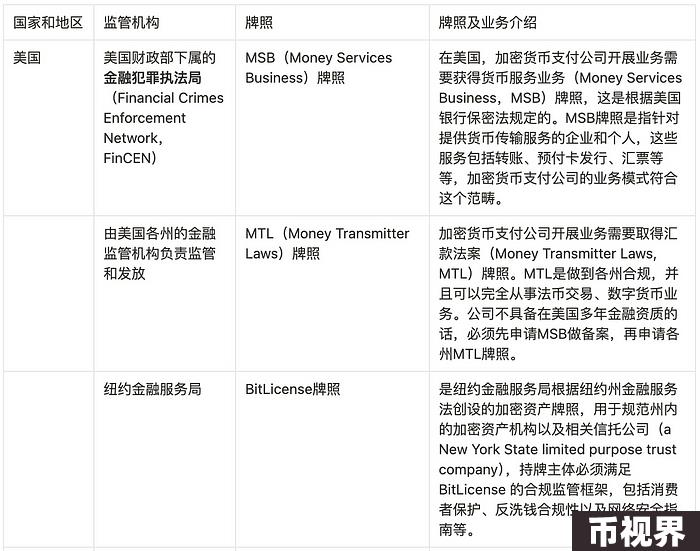 国家和地区
监管机构
牌照
牌照及业务介绍
美国
美国财政部下属的
金融犯罪执法局
（Financial Crimes
Enforcement
Network，
FinCEN）
MSB（Money Services
Business）牌照
在美国，加密货币支付公司开展业务需
要获得货币服务业务（Money Services
Business，MSB）牌照，这是根据美国
银行保密法规定的。MSB牌照是指针对
提供货币传输服务的企业和个人，这些
服务包括转账、预付卡发行、汇票等
等，加密货币支付公司的业务模式符合
这个范畴。
由美国各州的金融
监管机构负责监管
和发放
MTL（Money Transmitter
Laws）牌照
加密货币支付公司开展业务需要取得汇
款法案（Money Transmitter Laws,
MTL）牌照。MTL是做到各州合规，并
且可以完全从事法币交易、数字货币业
务。公司不具备在美国多年金融资质的
话，必须先申请MSB做备案，再申请各
州MTL牌照。
纽约金融服务局
BitLicense牌照
是纽约金融服务局根据纽约州金融服务
法创设的加密资产牌照，用于规范州内
的加密资产机构以及相关信托公司（a
New York State limited purpose trust
company），持牌主体必须满足
BitLicense 的合规监管框架，包括消费
者保护、反洗钱合规性以及网络安全指
南等。
币视界